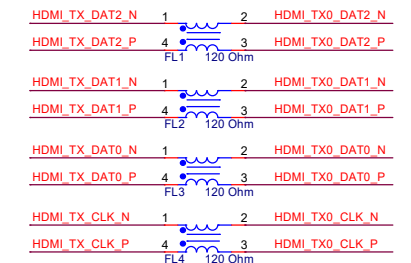 HDMI_TX_DAT2_N 1 2 HDMI_TX0_DAT2_N
HDMI_TX_DAT2_P 4 3 HDMI_TX0_DAT2_P
FL1 120 Ohm
HDMI_TX_DAT1_N 1 2 HDMI_TX0_DAT1_N
HDMI_TX_DAT1_P 4 3 HDMI_TX0_DAT1_P
FL2 120 Ohm
HDMI_TX_DAT0_N 1 2 HDMI_TX0_DAT0_N
HDMI_TX_DAT0_P 4 3 HDMI_TX0_DAT0_P
FL3 120 Ohm
HDMI_TX_CLK_N 1 2 HDMI_TX0_CLK_N
HDMI_TX_CLK_P 4 3 HDMI_TX0_CLK_P
FL4 120 Ohm